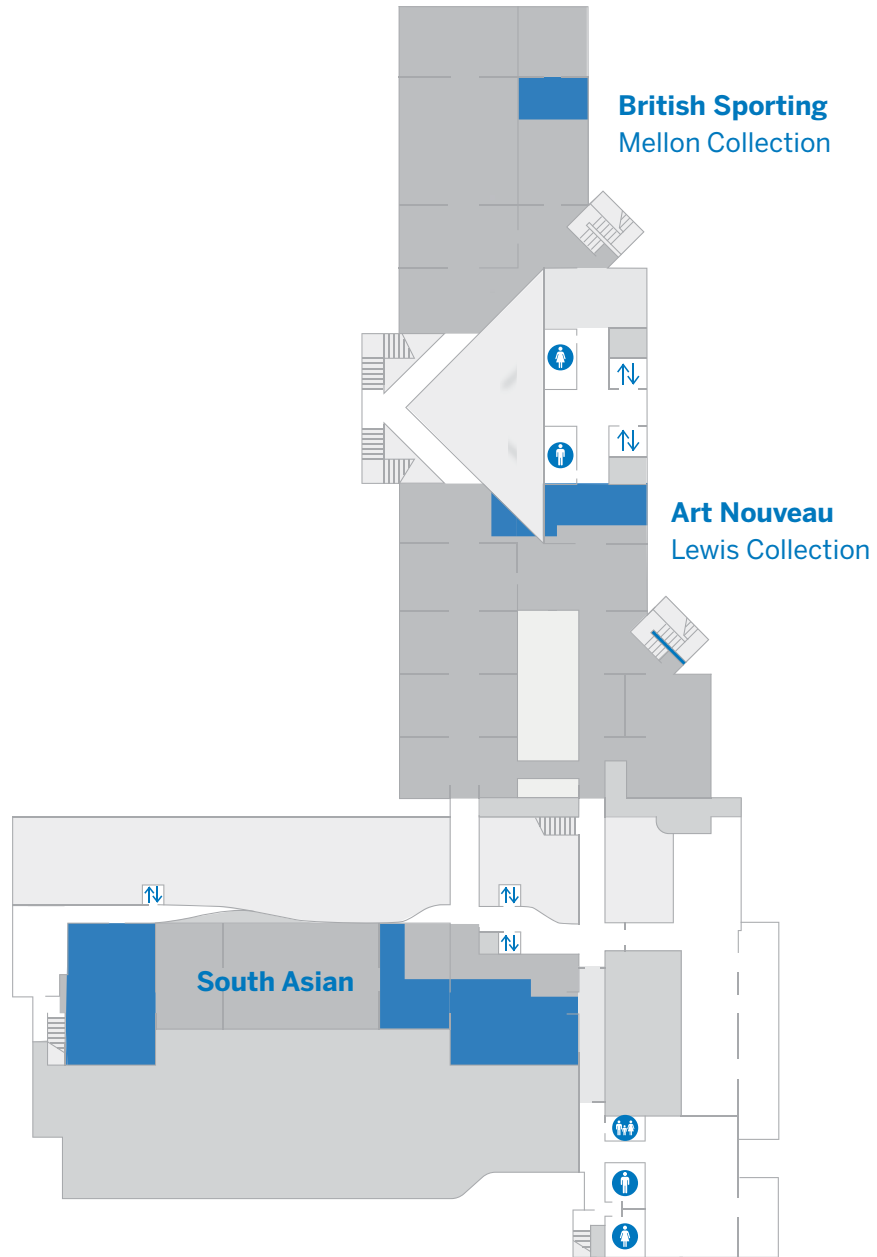 British Sporting
Mellon Collection
Art Nouveau
Lewis Collection
South Asian